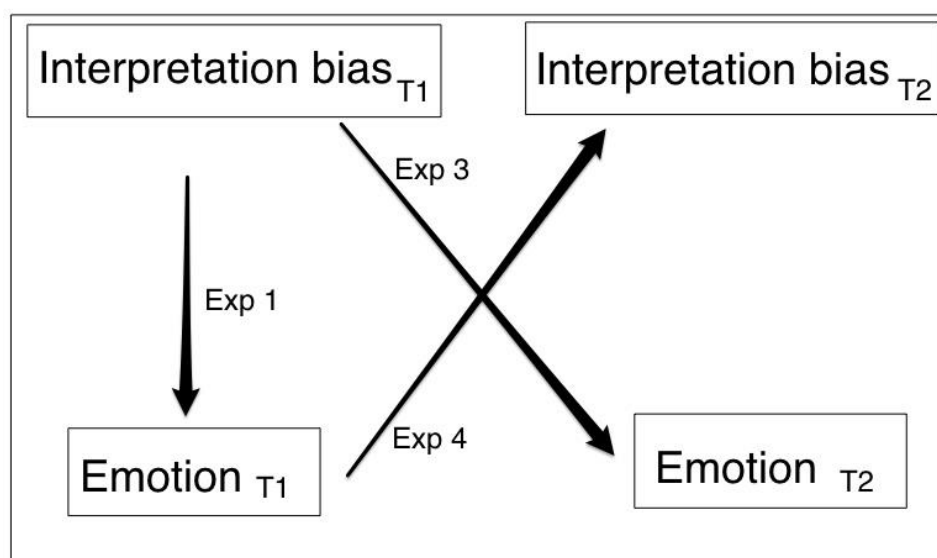 Interpretation bias T1
Interpretation bias T2
Exp 3
Exp 1
Exp 4
Emotion T1
Emotion T2